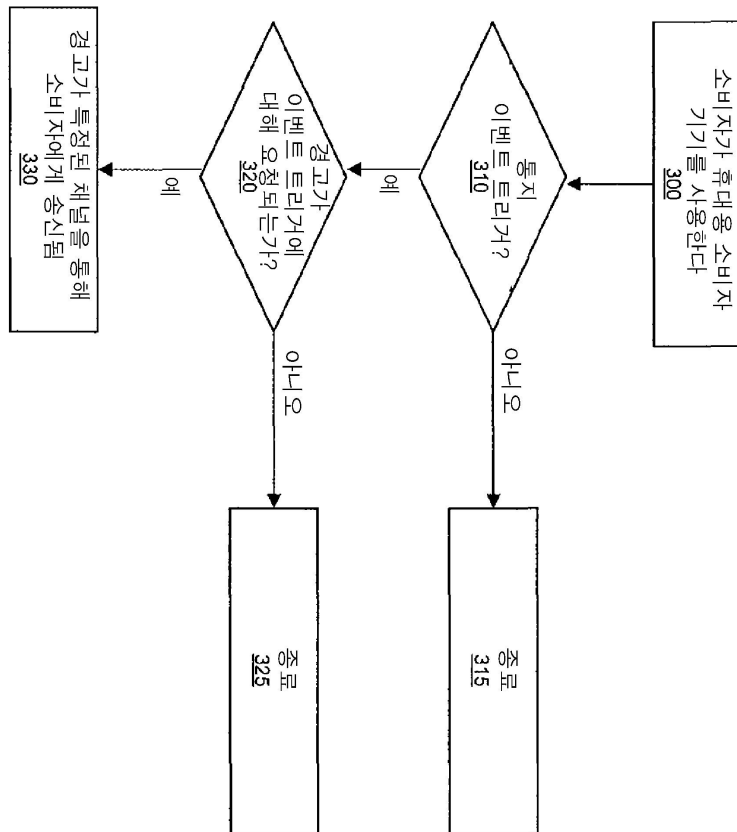 소비자가 휴대용 소비자
기기를 사용한다
300
통지
이벤트 트리거?
310
아니오
종료
315
예
경고가
이벤트 트리거에
대해 요청되는가?
320
아니오
종료
325
예
경고가 특정된 채널을 통해
소비자에게 송신됨
330